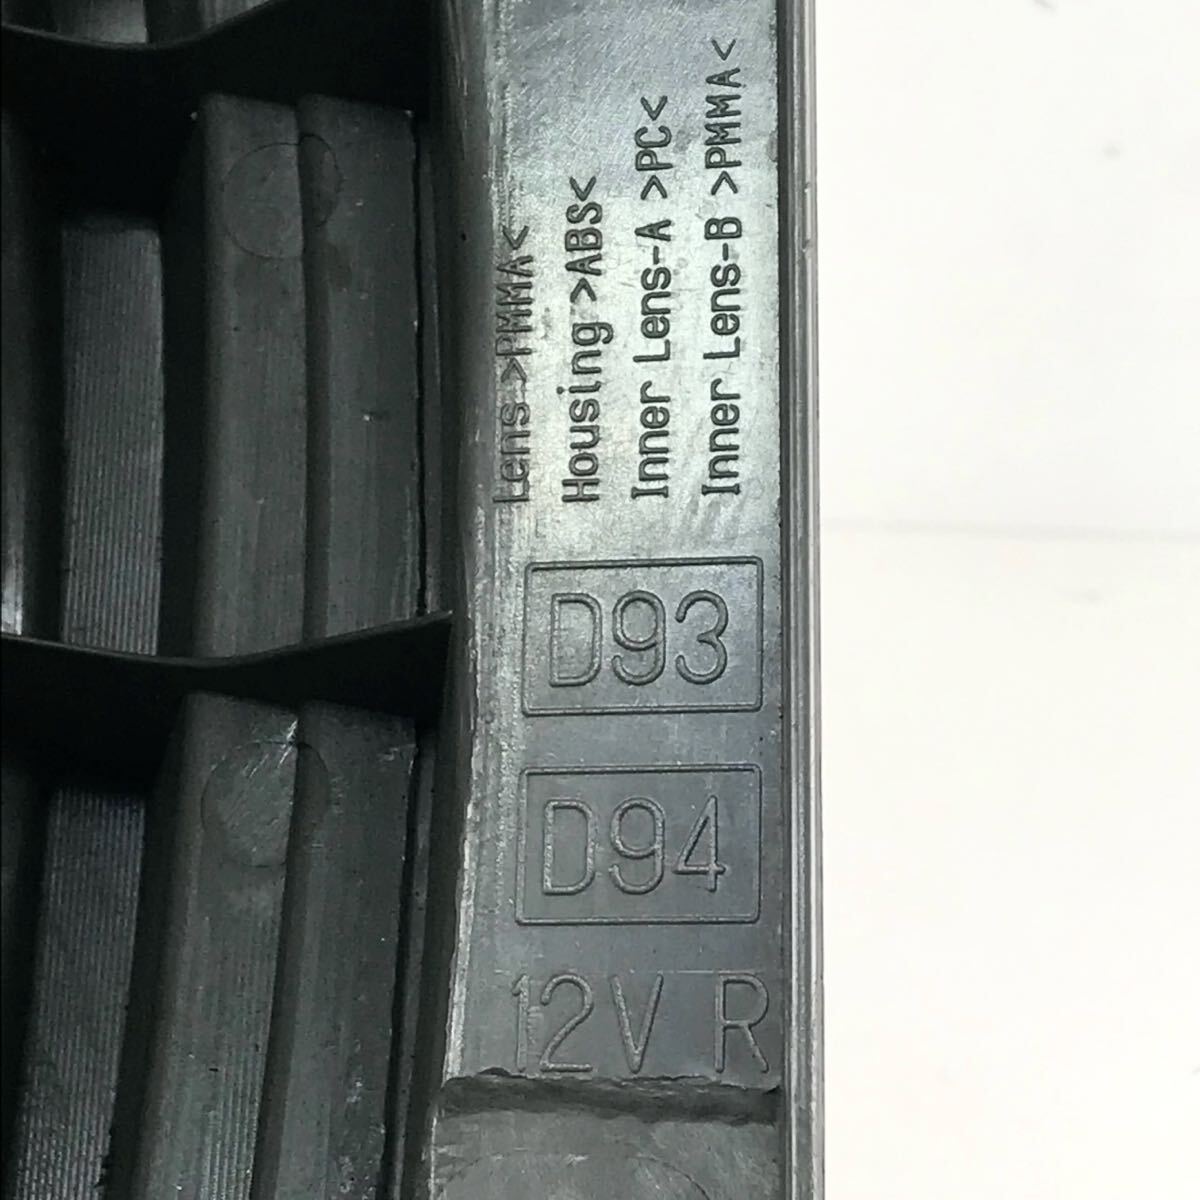 Lens >PMMA<
Housing >ABS<
Inner Lens-A >PC<
Inner Lens-B >PMMA<
D93
D94
12V R